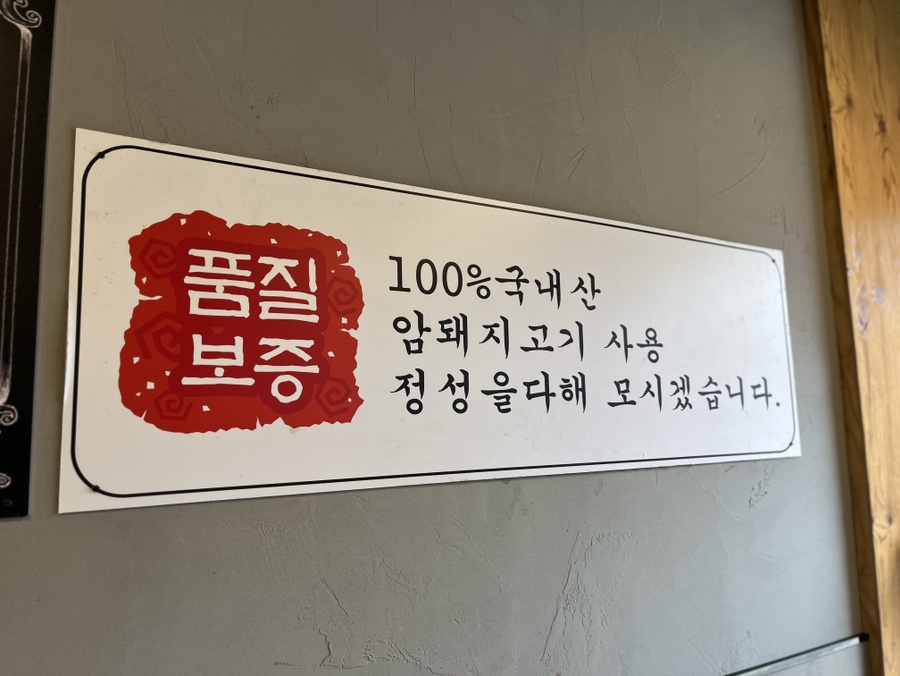 품질
보증
100%국내산
암돼지고기 사용
정성을다해 모시겠습니다.